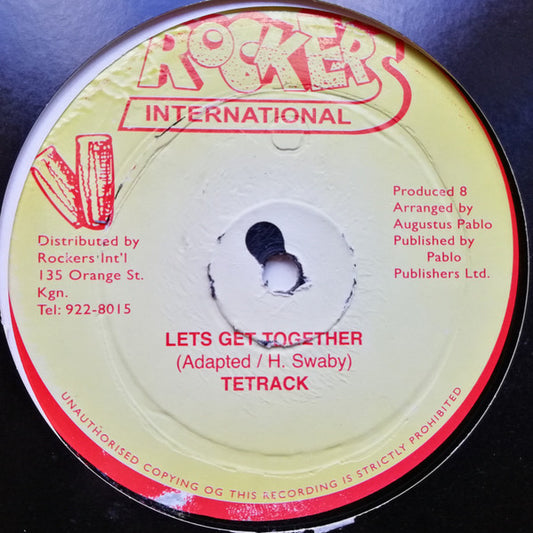 ROCKERS
INTERNATIONAL
Distributed by
Rockers Int'l
135 Orange St.
Kgn.
Tel: 922-8015
Produced 8
Arranged by
Augustus Pablo
Published by
Pablo
Publishers Ltd.
LETS GET TOGETHER
(Adapted / H. Swaby)
TETRACK
UNAUTHORISED COPYING OG THIS RECORDING IS STRICTLY PROHIBITED